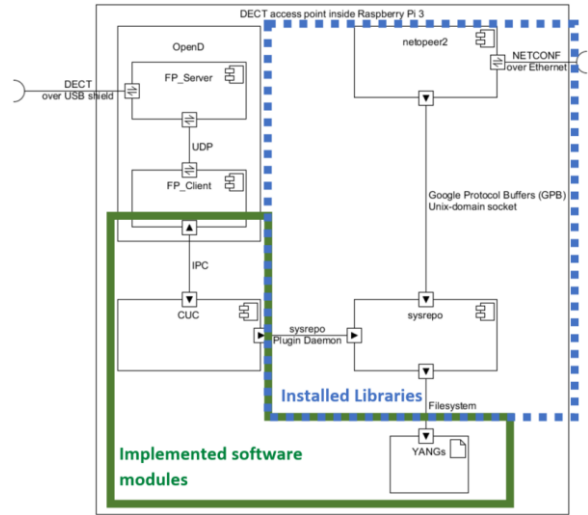 DECT access point inside Raspberry Pi 3
OpenD
netopeer2
FP_Server
DECT
over USB shield
NETCONF
over Ethernet
UDP
FP_Client
Google Protocol Buffers (GPB)
Unix-domain socket
IPC
CUC
sysrepo
Plugin Daemon
sysrepo
Installed Libraries
Filesystem
Implemented software
modules
YANGs